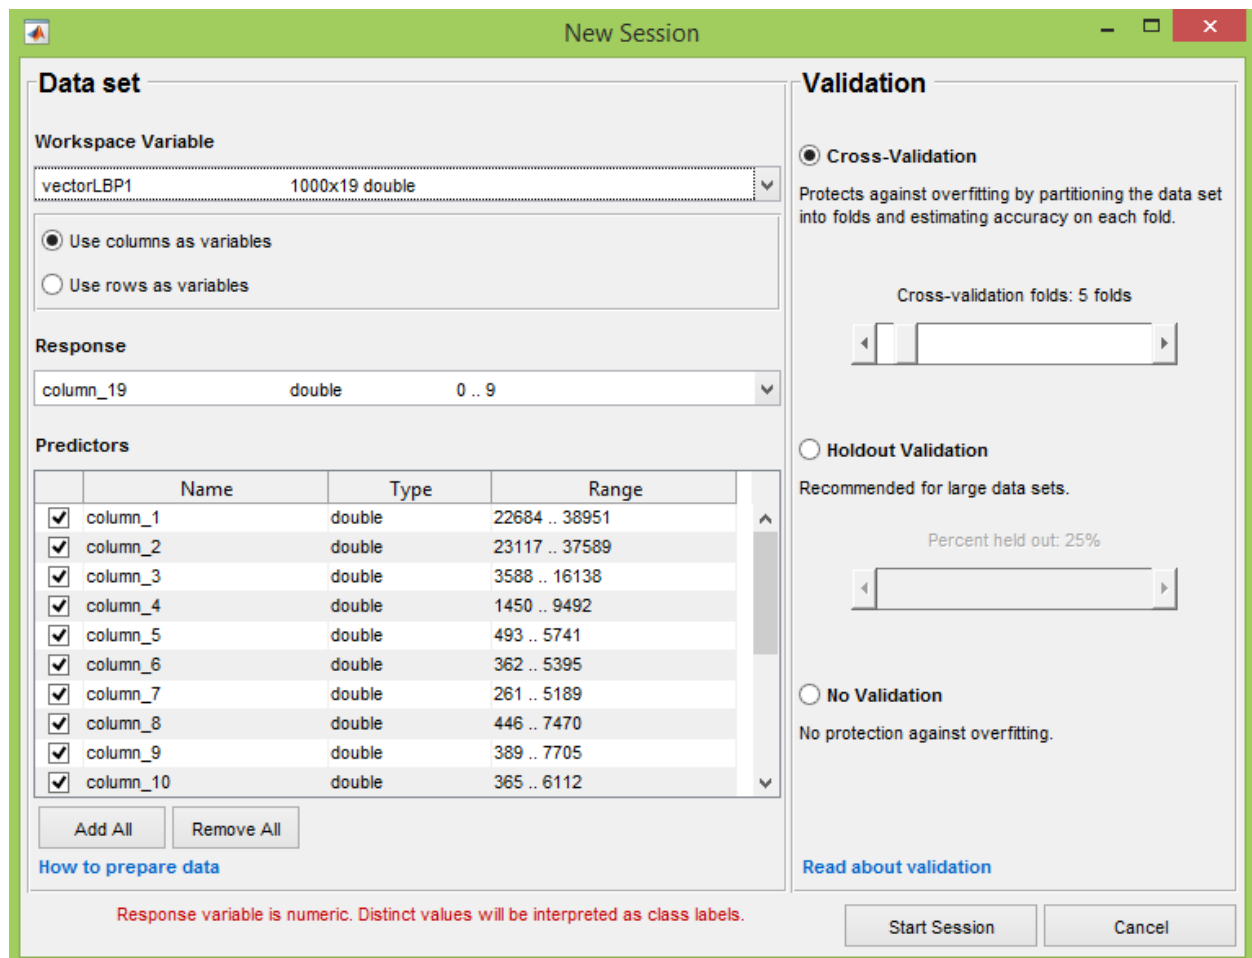 New Session
Data set
Workspace Variable
vectorLBP1 1000x19 double
Use columns as variables
Use rows as variables
Response
column_19 double 0 .. 9
Predictors
Name Type Range
column_1 double 22684 .. 38951
column_2 double 23117 .. 37589
column_3 double 3588 .. 16138
column_4 double 1450 .. 9492
column_5 double 493 .. 5741
column_6 double 362 .. 5395
column_7 double 261 .. 5189
column_8 double 446 .. 7470
column_9 double 389 .. 7705
column_10 double 365 .. 6112
Add All Remove All
How to prepare data
Validation
Cross-Validation
Protects against overfitting by partitioning the data set
into folds and estimating accuracy on each fold.
Cross-validation folds: 5 folds
Holdout Validation
Recommended for large data sets.
Percent held out: 25%
No Validation
No protection against overfitting.
Read about validation
Response variable is numeric. Distinct values will be interpreted as class labels.
Start Session Cancel